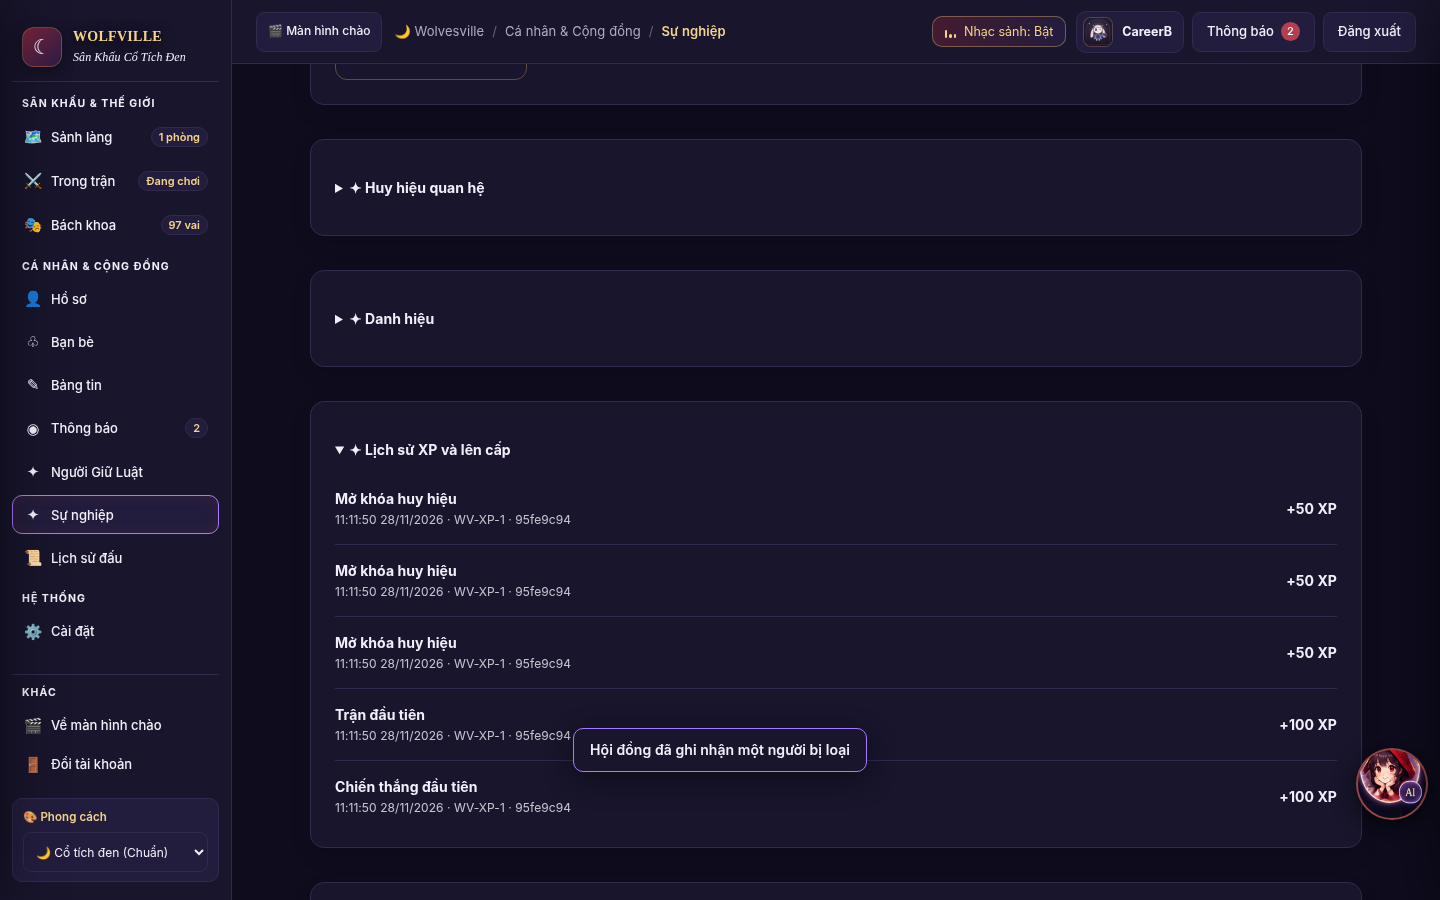 WOLFVILLE
Sân Khấu Cổ Tích Đen
SÂN KHẤU & THẾ GIỚI
Sảnh làng
1 phòng
Trong trận
Đang chơi
Bách khoa
97 vai
CÁ NHÂN & CỘNG ĐỒNG
Hồ sơ
Bạn bè
Bảng tin
Thông báo
2
Người Giữ Luật
Sự nghiệp
Lịch sử đấu
HỆ THỐNG
Cài đặt
KHÁC
Về màn hình chào
Đổi tài khoản
Phong cách
Cổ tích đen (Chuẩn)
Màn hình chào
Wolvesville / Cá nhân & Cộng đồng / Sự nghiệp
Nhạc sảnh: Bật
CareerB
Thông báo 2
Đăng xuất
Huy hiệu quan hệ
Danh hiệu
Lịch sử XP và lên cấp
Mở khóa huy hiệu
11:11:50 28/11/2026 · WV-XP-1 · 95fe9c94
+50 XP
Mở khóa huy hiệu
11:11:50 28/11/2026 · WV-XP-1 · 95fe9c94
+50 XP
Mở khóa huy hiệu
11:11:50 28/11/2026 · WV-XP-1 · 95fe9c94
+50 XP
Trận đầu tiên
11:11:50 28/11/2026 · WV-XP-1 · 95fe9c94
+100 XP
Hội đồng đã ghi nhận một người bị loại
Chiến thắng đầu tiên
11:11:50 28/11/2026 · WV-XP-1 · 95fe9c94
+100 XP
AI